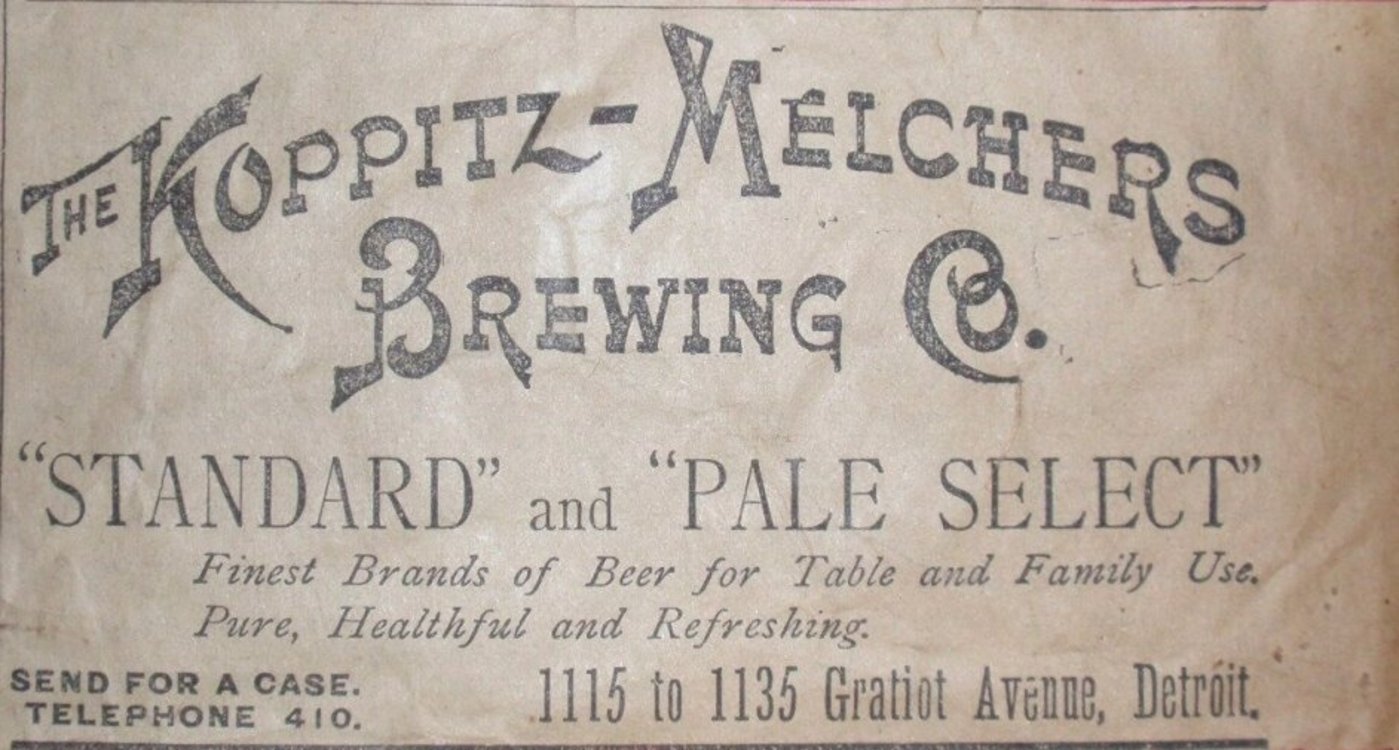 THE KOPPITZ-MELCHERS
BREWING CO.
"STANDARD" and "PALE SELECT"
Finest Brands of Beer for Table and Family Use.
Pure, Healthful and Refreshing.
SEND FOR A CASE.
TELEPHONE 410.
1115 to 1135 Gratiot Avenue, Detroit.